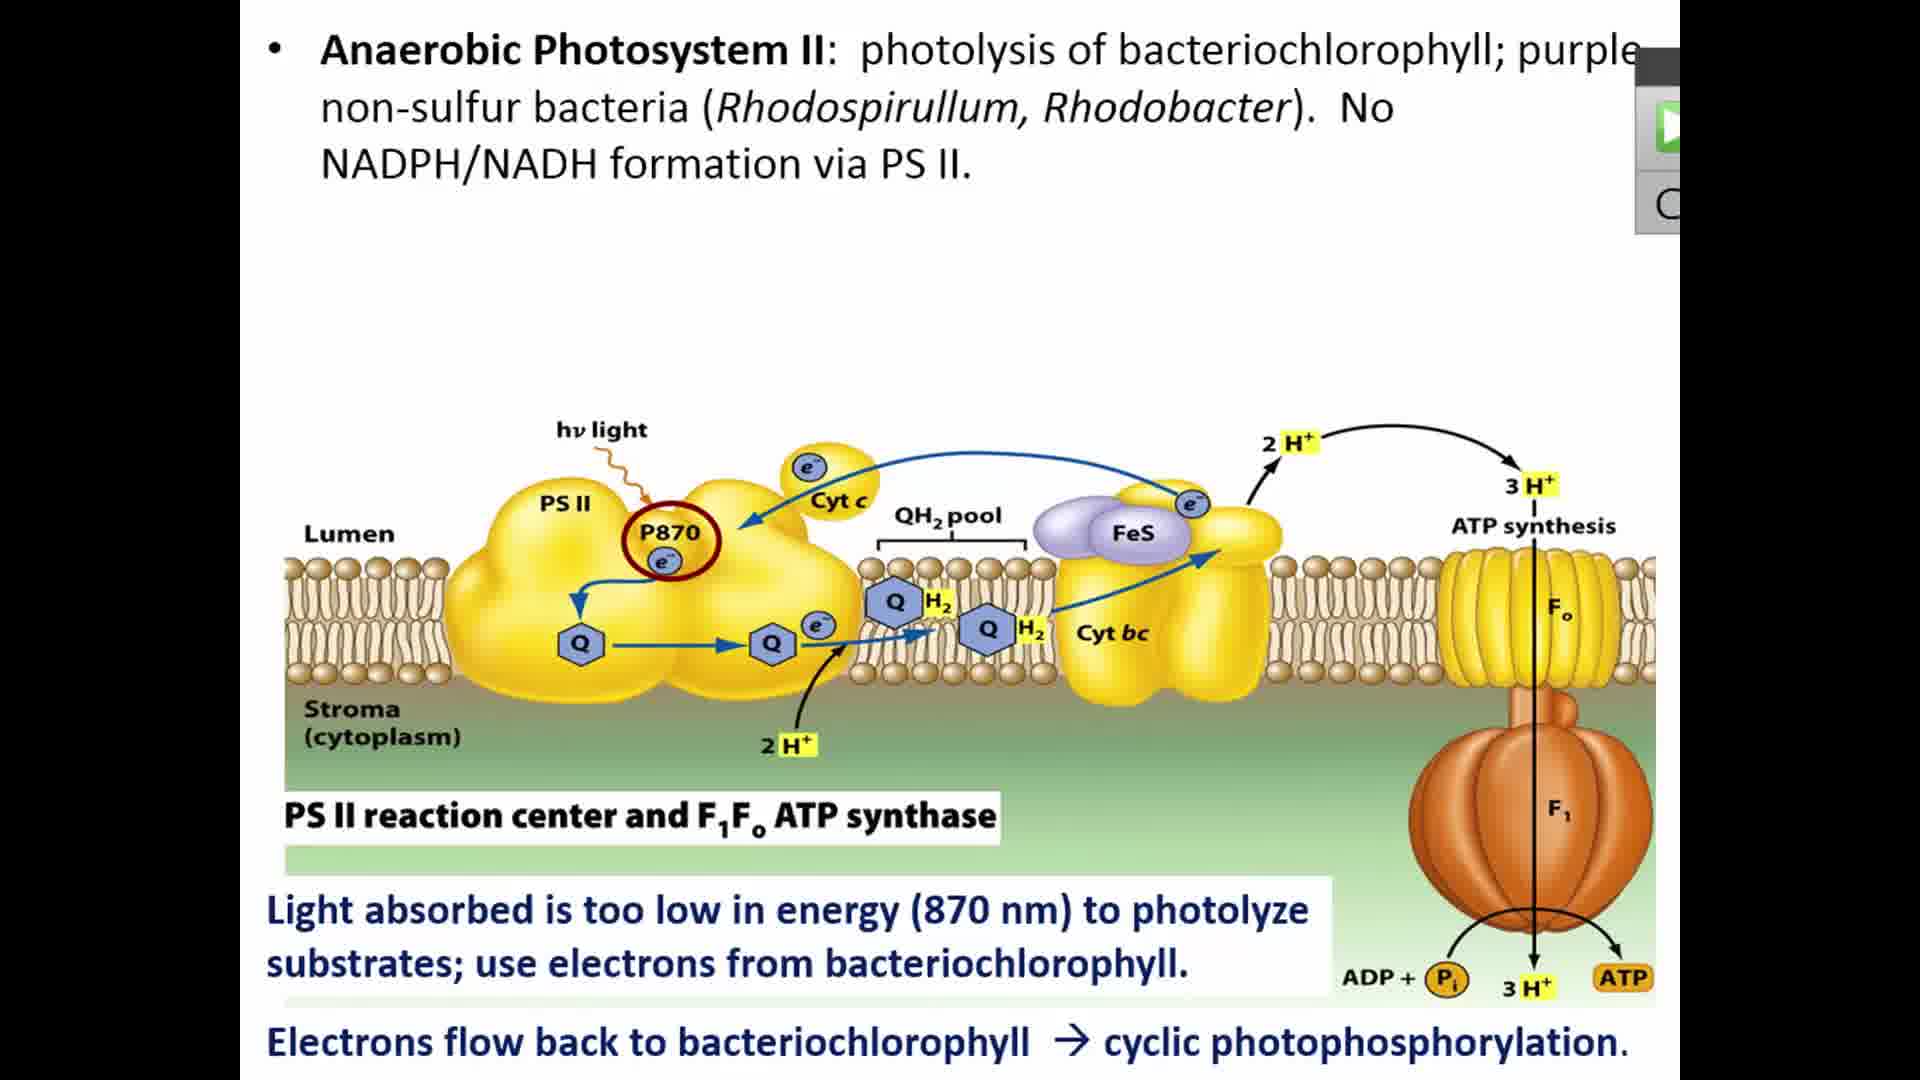 • Anaerobic Photosystem II: photolysis of bacteriochlorophyll; purple
non-sulfur bacteria (Rhodospirullum, Rhodobacter). No
NADPH/NADH formation via PS II.
hν light
2 H⁺
3 H⁺
ATP synthesis
PS II
P870
e⁻
e⁻
Cyt c
QH₂ pool
e⁻
FeS
Lumen
Q
Q
e⁻
Q H₂
Q H₂
Cyt bc
F₀
Stroma
(cytoplasm)
2 H⁺
PS II reaction center and F₁F₀ ATP synthase
F₁
Light absorbed is too low in energy (870 nm) to photolyze
substrates; use electrons from bacteriochlorophyll.
ADP + Pᵢ
3 H⁺
ATP
Electrons flow back to bacteriochlorophyll → cyclic photophosphorylation.